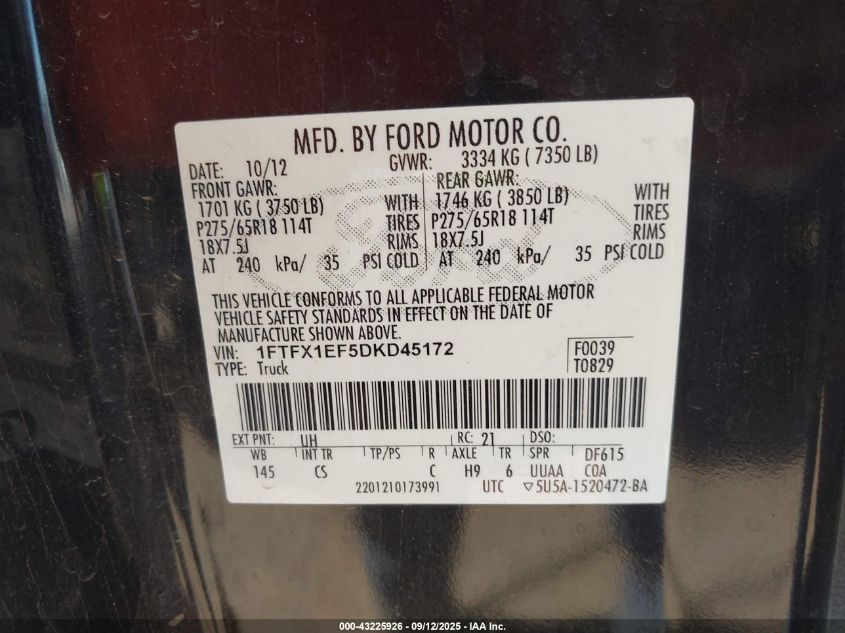 MFD. BY FORD MOTOR CO.
DATE: 10/12 GVWR: 3334 KG ( 7350 LB)
FRONT GAWR: REAR GAWR:
1701 KG ( 3750 LB) WITH 1746 KG ( 3850 LB) WITH
P275/65R18 114T TIRES P275/65R18 114T TIRES
18X7.5J RIMS 18X7.5J RIMS
AT 240 kPa/ 35 PSI COLD AT 240 kPa/ 35 PSI COLD
THIS VEHICLE CONFORMS TO ALL APPLICABLE FEDERAL MOTOR
VEHICLE SAFETY STANDARDS IN EFFECT ON THE DATE OF
MANUFACTURE SHOWN ABOVE.
VIN: 1FTFX1EF5DKD45172 F0039
TYPE: Truck T0829
EXT PNT: UH RC: 21 DSO:
WB INT TR TP/PS R AXLE TR SPR DF615
145 CS C H9 6 UUAA COA
2201210173991 UTC ▽5U5A-1520472-BA
Ford
000-43225926 - 09/12/2025 - IAA Inc.